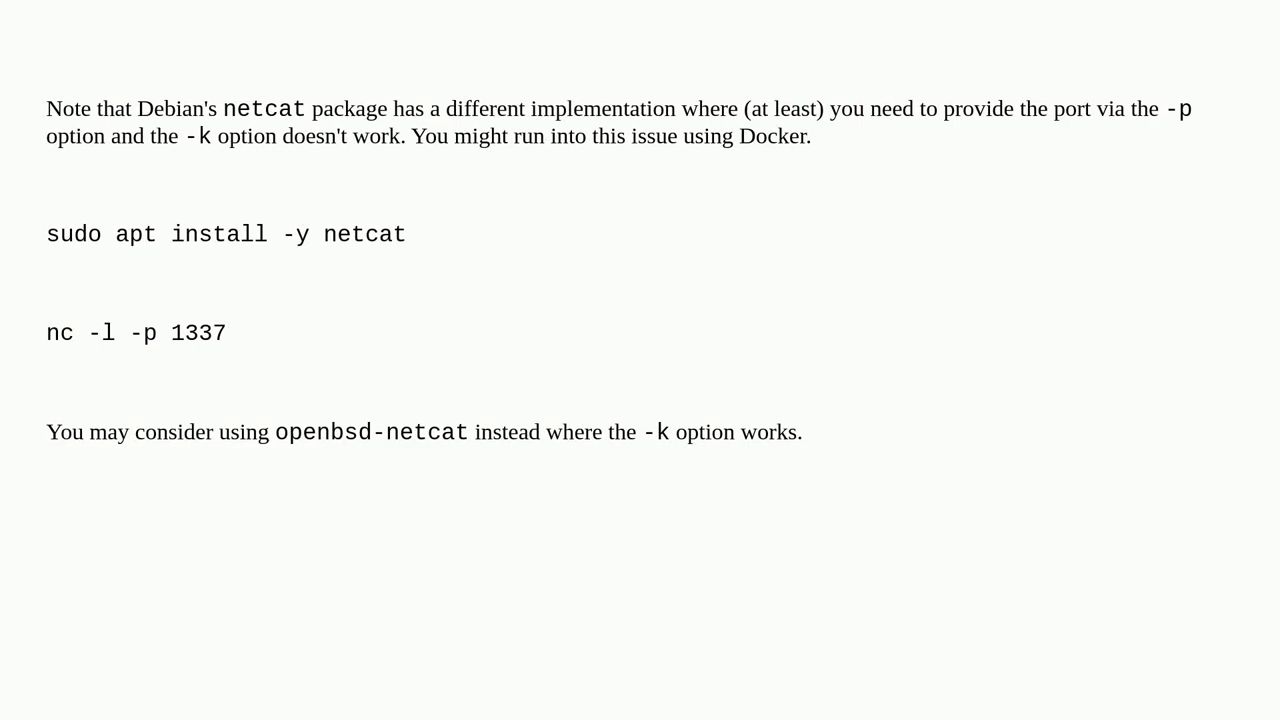 Note that Debian's netcat package has a different implementation where (at least) you need to provide the port via the -p
option and the -k option doesn't work. You might run into this issue using Docker.
sudo apt install -y netcat
nc -l -p 1337
You may consider using openbsd-netcat instead where the -k option works.